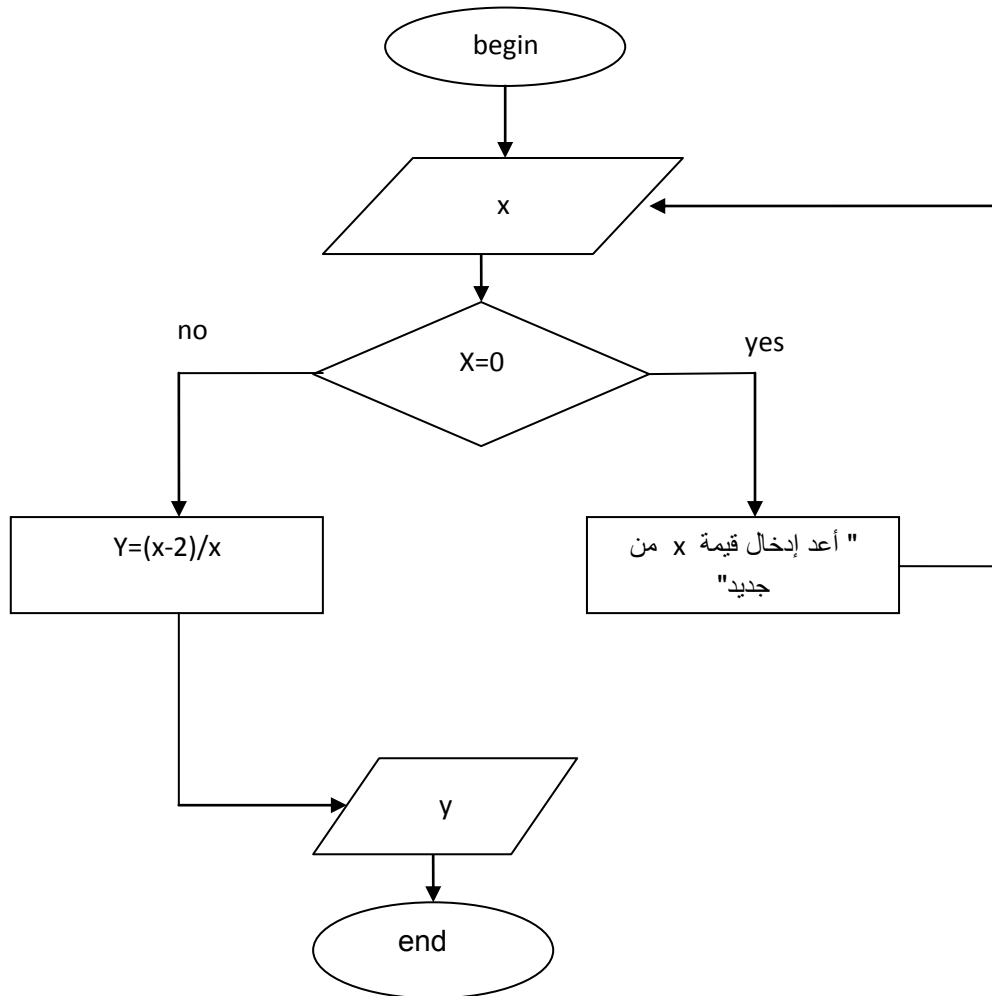 begin
x
no
X=0
yes
Y=(x-2)/x
" أعد إدخال قيمة x من
جديد"
y
end